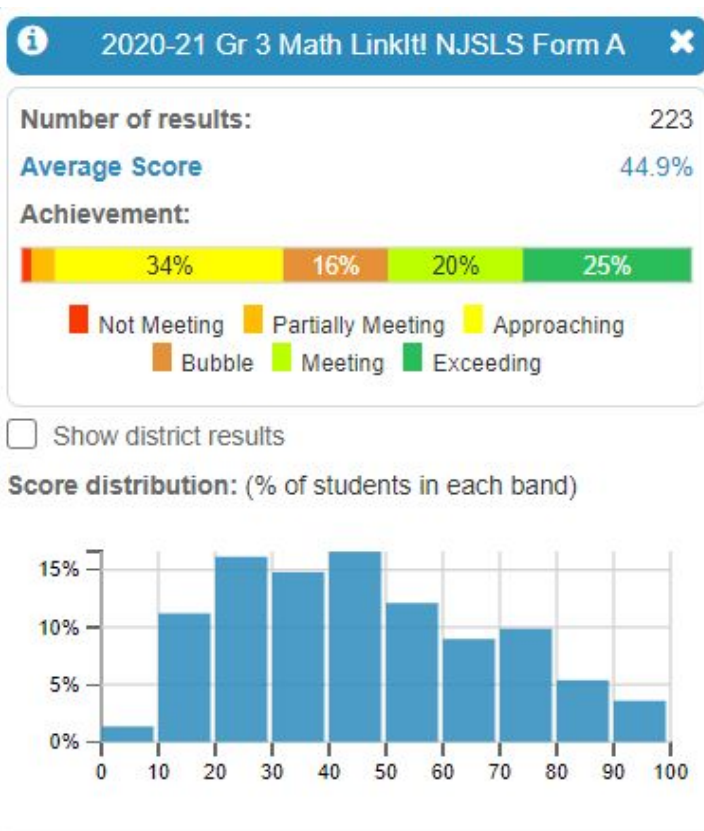 2020-21 Gr 3 Math LinkIt! NJSLS Form A
Number of results: 223
Average Score 44.9%
Achievement:
34% 16% 20% 25%
Not Meeting Partially Meeting Approaching
Bubble Meeting Exceeding
Show district results
Score distribution: (% of students in each band)
15%
10%
5%
0%
0 10 20 30 40 50 60 70 80 90 100